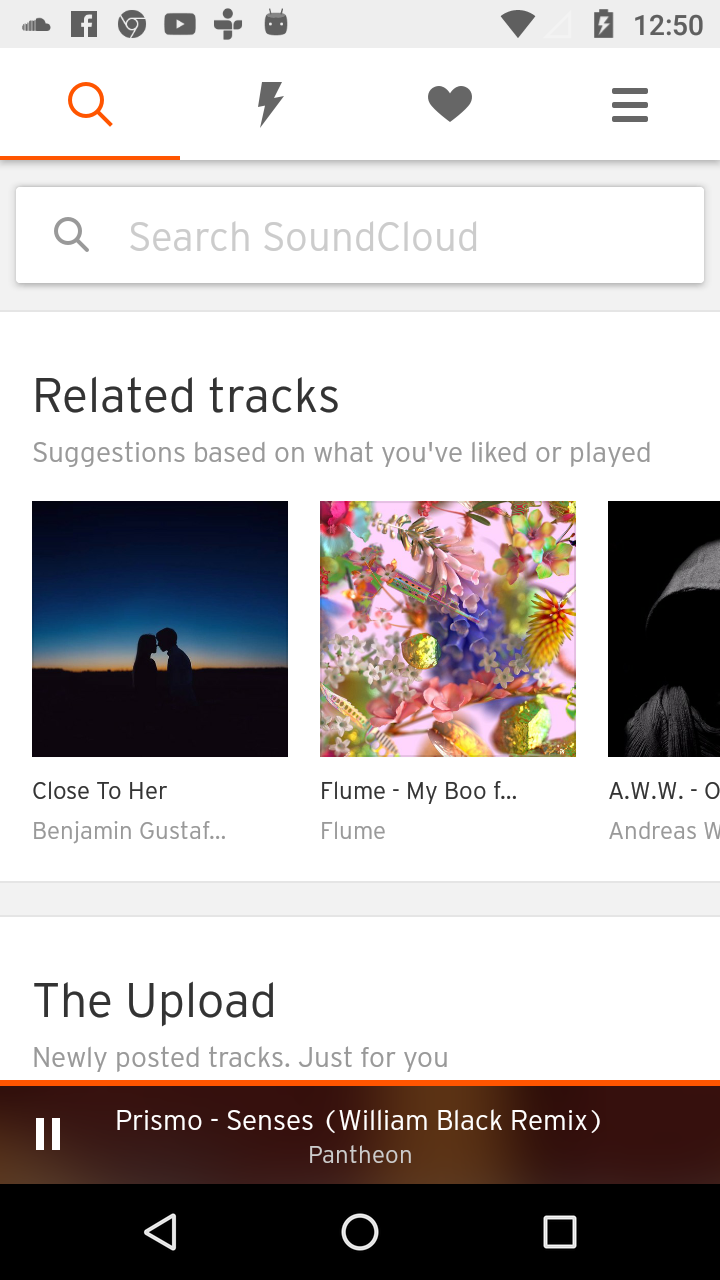 12:50
Search SoundCloud
Related tracks
Suggestions based on what you've liked or played
Close To Her
Flume - My Boo f...
A.W.W. - O
Benjamin Gustaf...
Flume
Andreas W
The Upload
Newly posted tracks. Just for you
Prismo - Senses (William Black Remix)
Pantheon